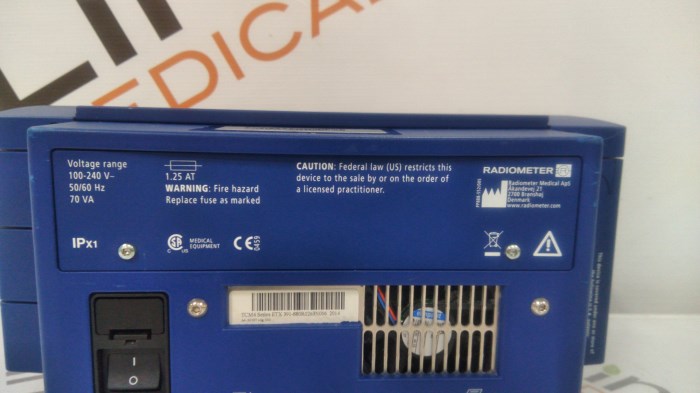 EDICAL
Voltage range
100-240 V~
50/60 Hz
70 VA
1.25 AT
WARNING: Fire hazard
Replace fuse as marked
CAUTION: Federal law (US) restricts this
device to the sale by or on the order of
a licensed practitioner.
RADIOMETER
Radiometer Medical ApS
Åkandevej 21
2700 Brønshøj
Denmark
www.radiometer.com
IPX1
MEDICAL
EQUIPMENT
CE 0459